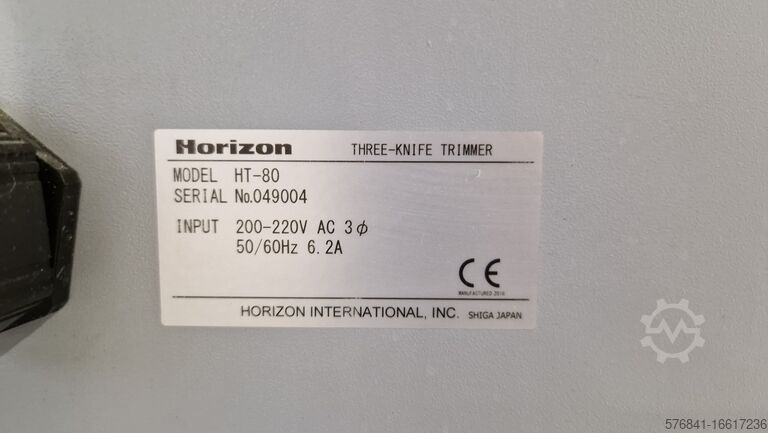 Horizon THREE-KNIFE TRIMMER
MODEL HT-80
SERIAL No.049004
INPUT 200-220V AC 3φ
50/60Hz 6.2A
CE
MANUFACTURED 2016
HORIZON INTERNATIONAL, INC. SHIGA JAPAN
576841-16617236